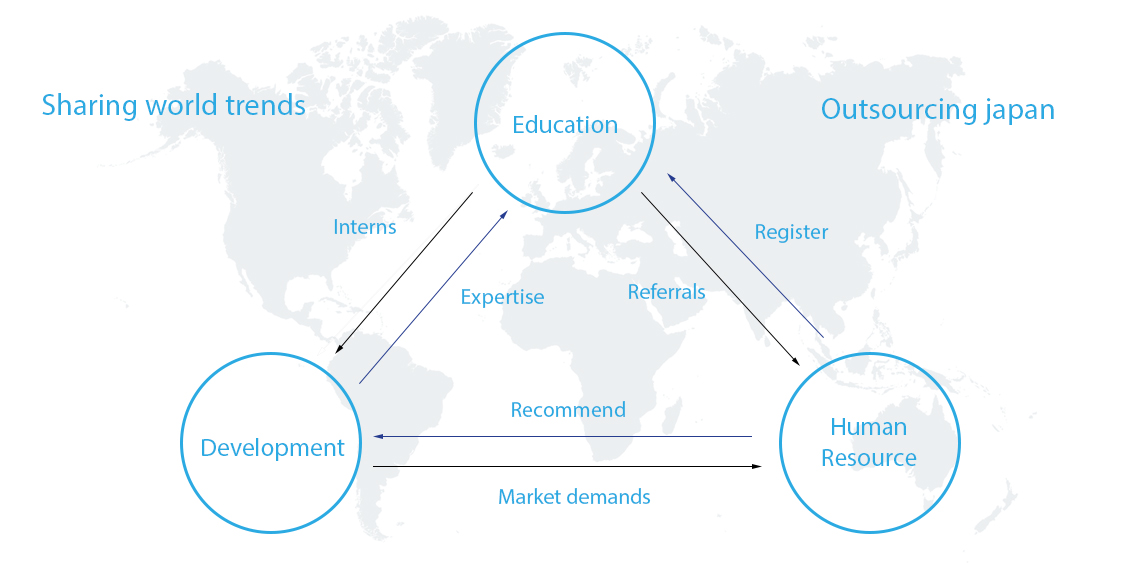 Sharing world trends
Outsourcing japan
Education
Interns
Register
Expertise
Referrals
Recommend
Development
Human
Resource
Market demands